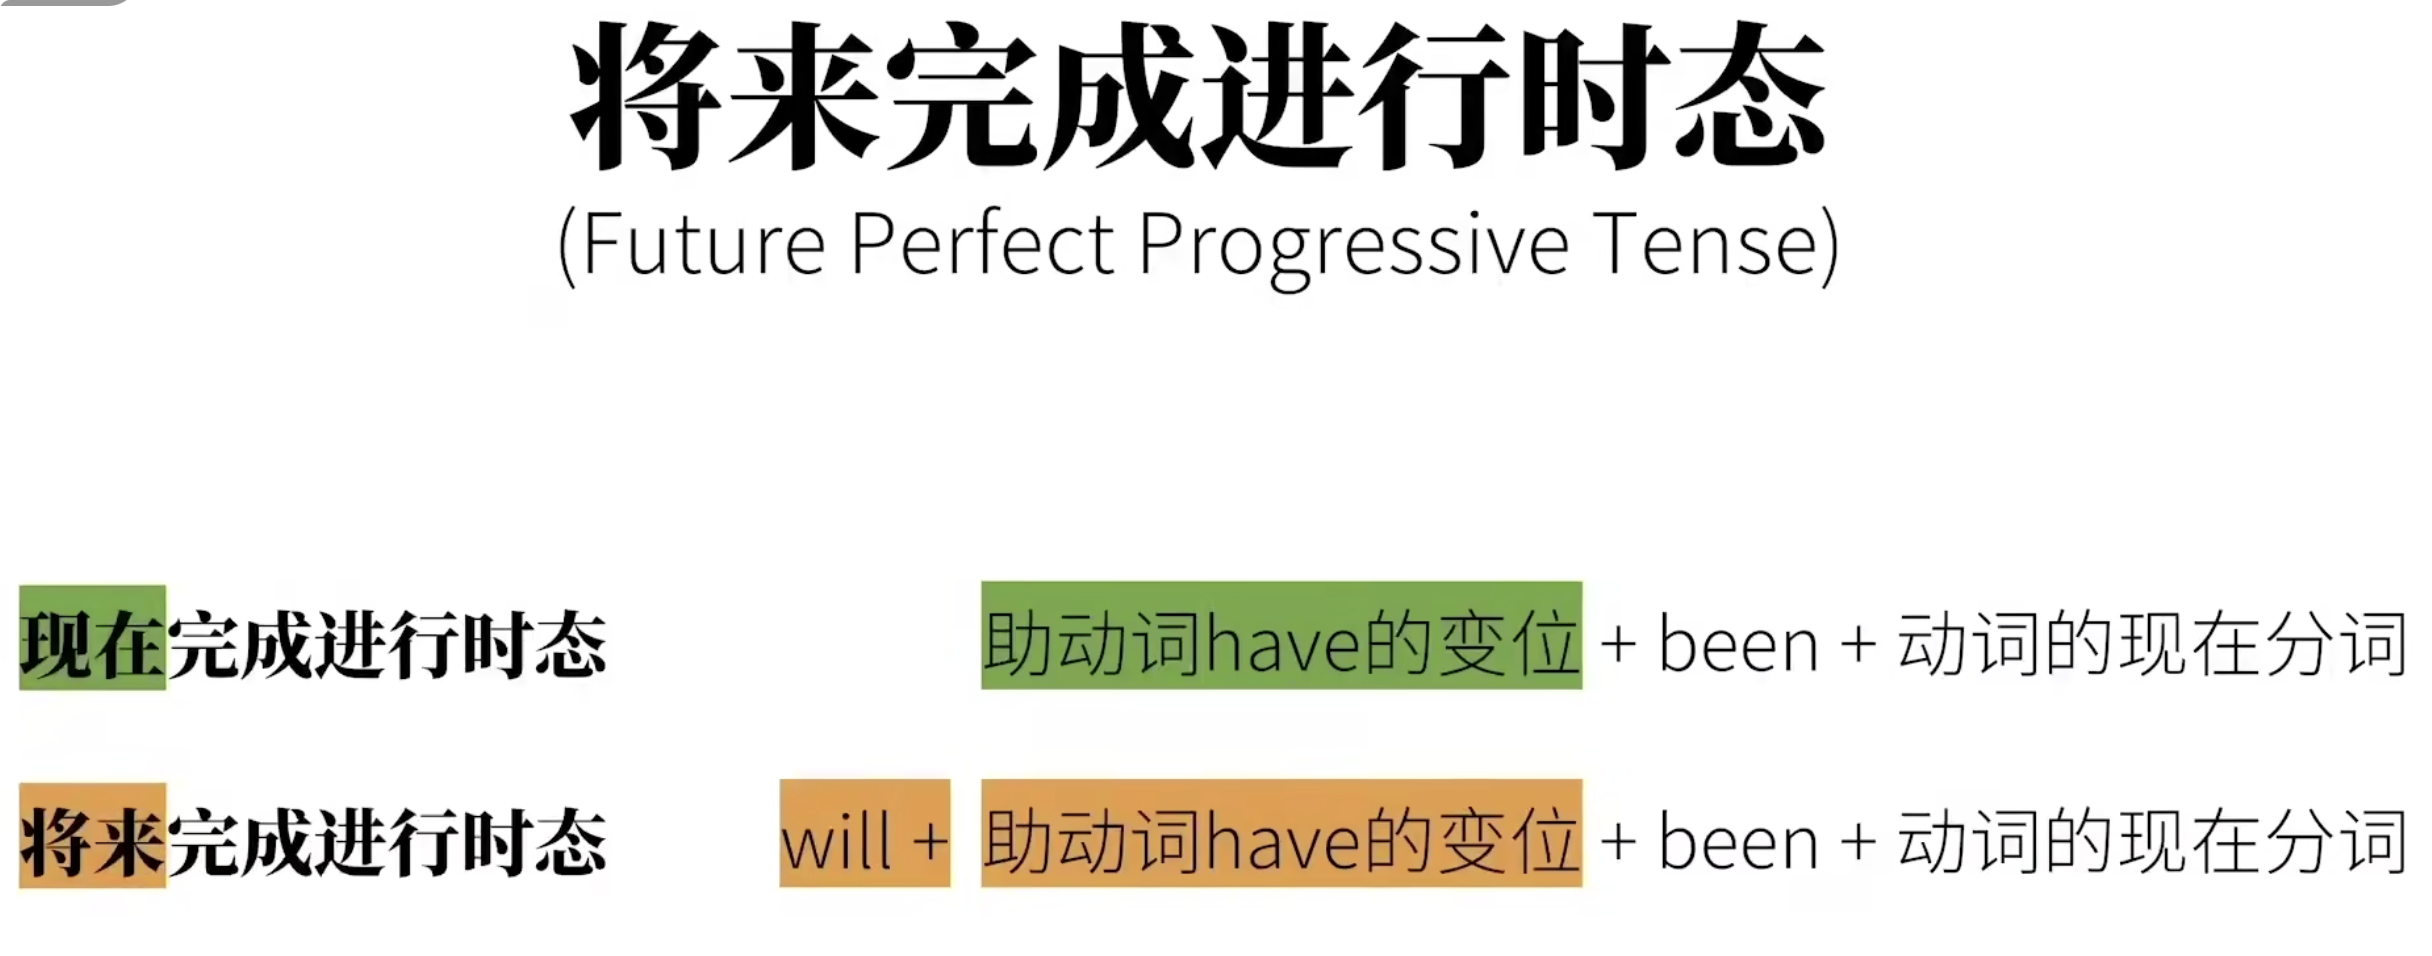 将来完成进行时态
(Future Perfect Progressive Tense)
现在完成进行时态 助动词have的变位 + been + 动词的现在分词
将来完成进行时态 will + 助动词have的变位 + been + 动词的现在分词